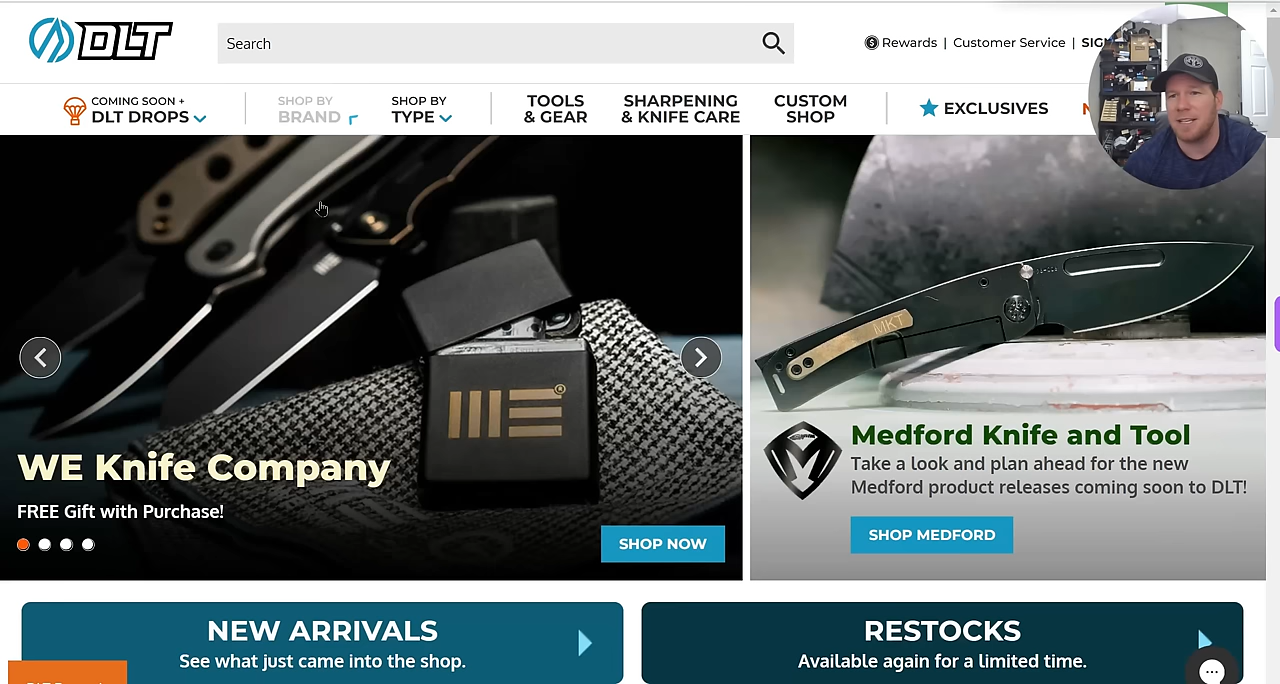 DLT
Search
Rewards | Customer Service |
COMING SOON +
DLT DROPS
SHOP BY
BRAND
SHOP BY
TYPE
TOOLS
& GEAR
SHARPENING
& KNIFE CARE
CUSTOM
SHOP
EXCLUSIVES
WE
MKT
WE Knife Company
FREE Gift with Purchase!
SHOP NOW
Medford Knife and Tool
Take a look and plan ahead for the new
Medford product releases coming soon to DLT!
SHOP MEDFORD
NEW ARRIVALS
See what just came into the shop.
RESTOCKS
Available again for a limited time.